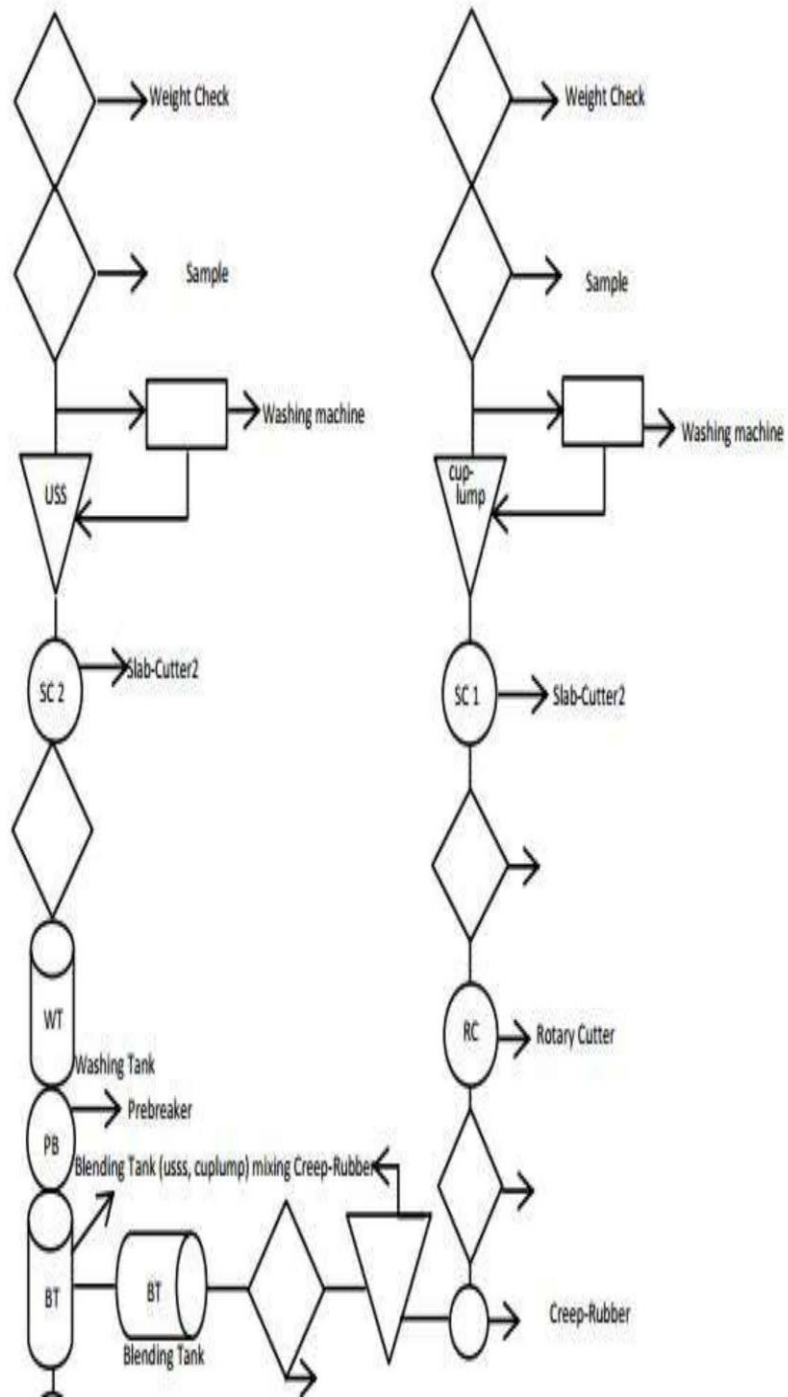 Weight Check
Weight Check
Sample
Sample
Washing machine
Washing machine
USS
cup-
lump
SC 2
Slab-Cutter2
SC 1
Slab-Cutter2
WT
Washing Tank
RC
Rotary Cutter
PB
Prebreaker
Blending Tank (usss, cuplump) mixing Creep-Rubber
BT
BT
Blending Tank
Creep-Rubber